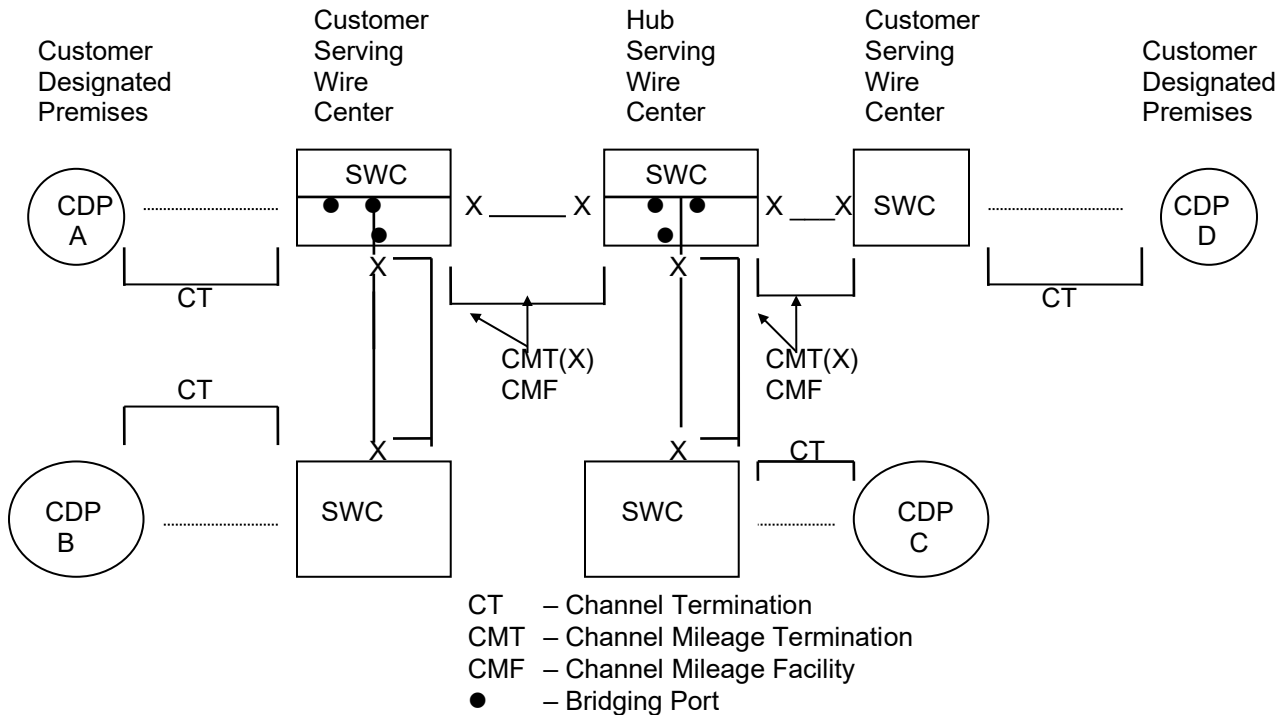 Customer
Designated
Premises
Customer
Serving
Wire
Center
Hub
Serving
Wire
Center
Customer
Serving
Wire
Center
Customer
Designated
Premises
CDP
A
SWC
X ____ X
SWC
X ___X
SWC
CDP
D
X
X
CT
CT
CMT(X)
CMF
CMT(X)
CMF
CT
X
X
CT
CDP
B
SWC
SWC
CDP
C
CT – Channel Termination
CMT – Channel Mileage Termination
CMF – Channel Mileage Facility
● – Bridging Port